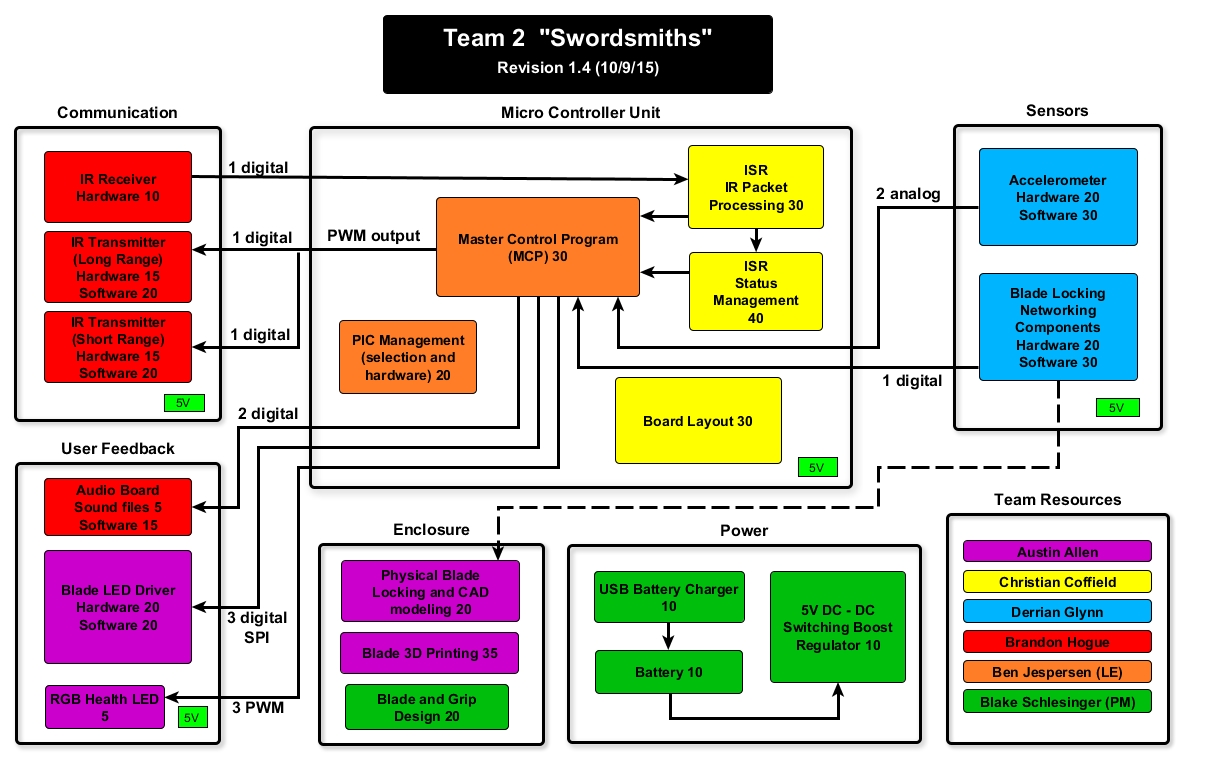 Team 2 "Swordsmiths"
Revision 1.4 (10/9/15)
Communication
IR Receiver
Hardware 10
IR Transmitter
(Long Range)
Hardware 15
Software 20
IR Transmitter
(Short Range)
Hardware 15
Software 20
5V
1 digital
1 digital
1 digital
Micro Controller Unit
PWM output
Master Control Program
(MCP) 30
ISR
IR Packet
Processing 30
ISR
Status
Management
40
PIC Management
(selection and
hardware) 20
Board Layout 30
5V
Sensors
2 analog
Accelerometer
Hardware 20
Software 30
Blade Locking
Networking
Components
Hardware 20
Software 30
1 digital
5V
User Feedback
2 digital
Audio Board
Sound files 5
Software 15
Blade LED Driver
Hardware 20
Software 20
3 digital
SPI
RGB Health LED
5
5V
3 PWM
Enclosure
Physical Blade
Locking and CAD
modeling 20
Blade 3D Printing 35
Blade and Grip
Design 20
Power
USB Battery Charger
10
Battery 10
5V DC - DC
Switching Boost
Regulator 10
Team Resources
Austin Allen
Christian Coffield
Derrian Glynn
Brandon Hogue
Ben Jespersen (LE)
Blake Schlesinger (PM)